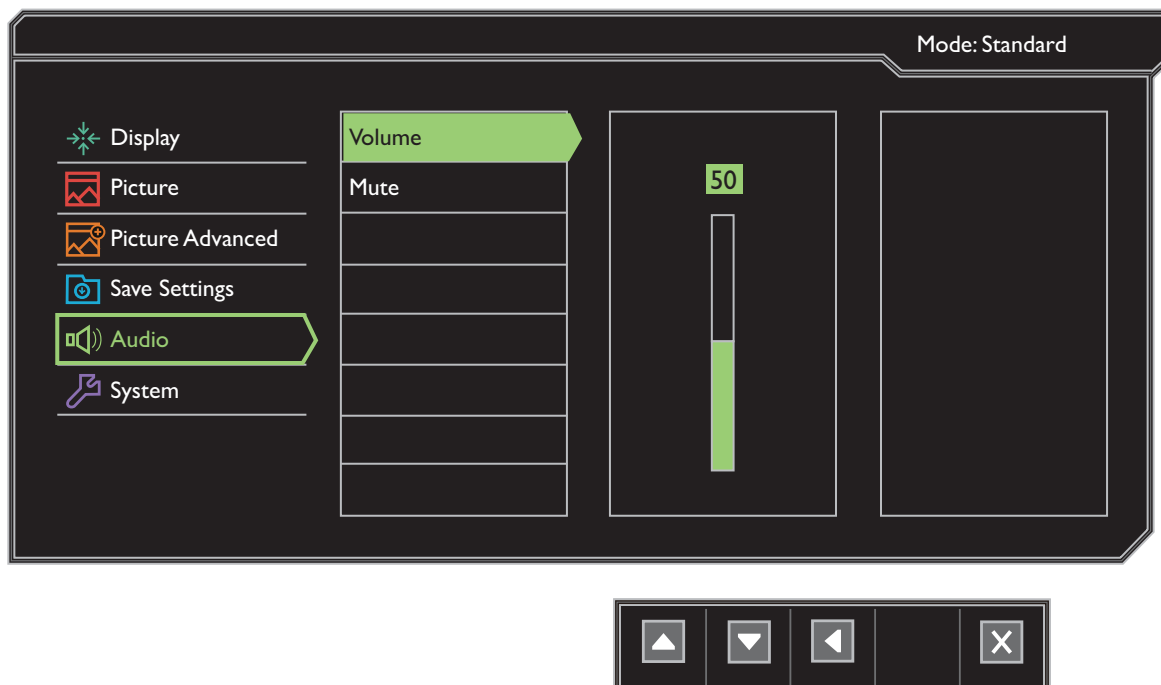 Mode: Standard
Display
Picture
Picture Advanced
Save Settings
Audio
System
Volume
Mute
50
X